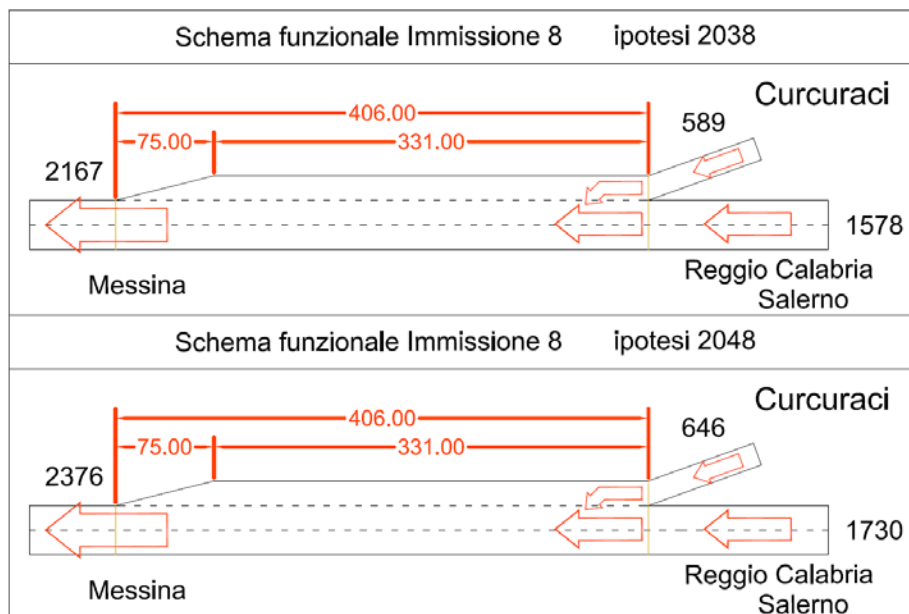 Schema funzionale Immissione 8 ipotesi 2038
Curcuraci
406.00
589
75.00
331.00
2167
1578
Messina
Reggio Calabria
Salerno
Schema funzionale Immissione 8 ipotesi 2048
Curcuraci
406.00
646
75.00
331.00
2376
1730
Messina
Reggio Calabria
Salerno